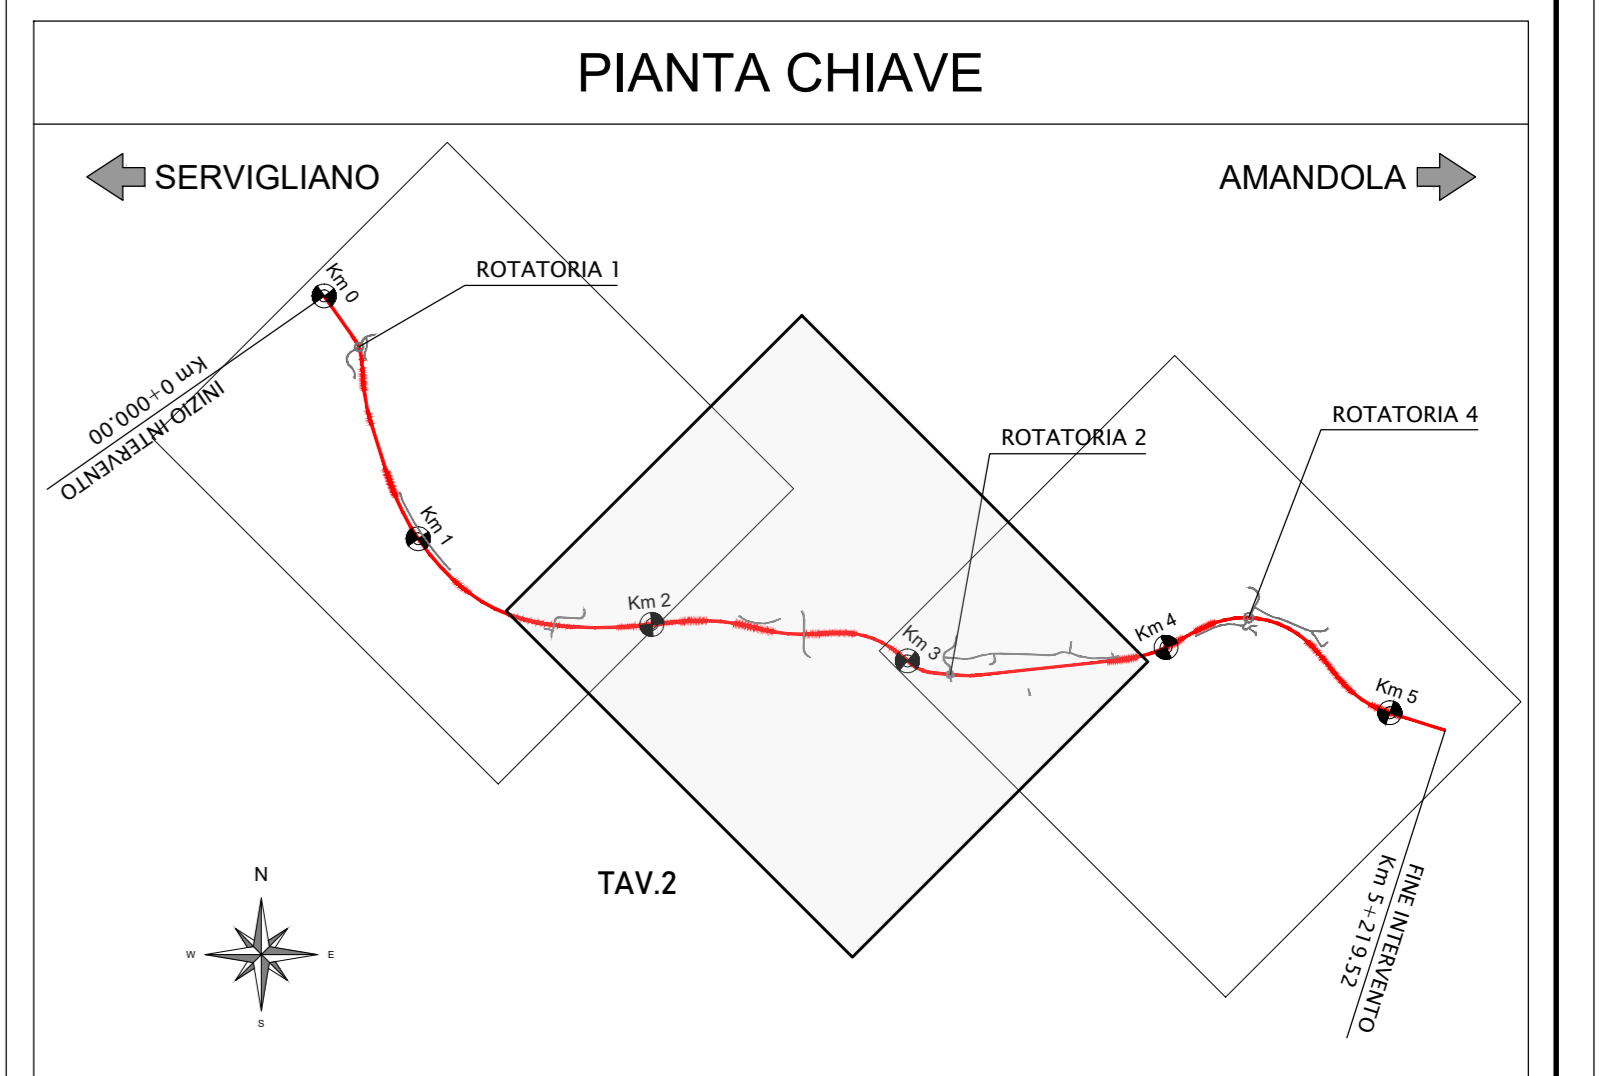 PIANTA CHIAVE
SERVIGLIANO
AMANDOLA
Km 0
ROTATORIA 1
Km 0+000.00
INIZIO INTERVENTO
ROTATORIA 4
ROTATORIA 2
Km 1
Km 2
Km 3
Km 4
Km 5
TAV.2
FINE INTERVENTO
Km 5+219.52
N
W
E
S